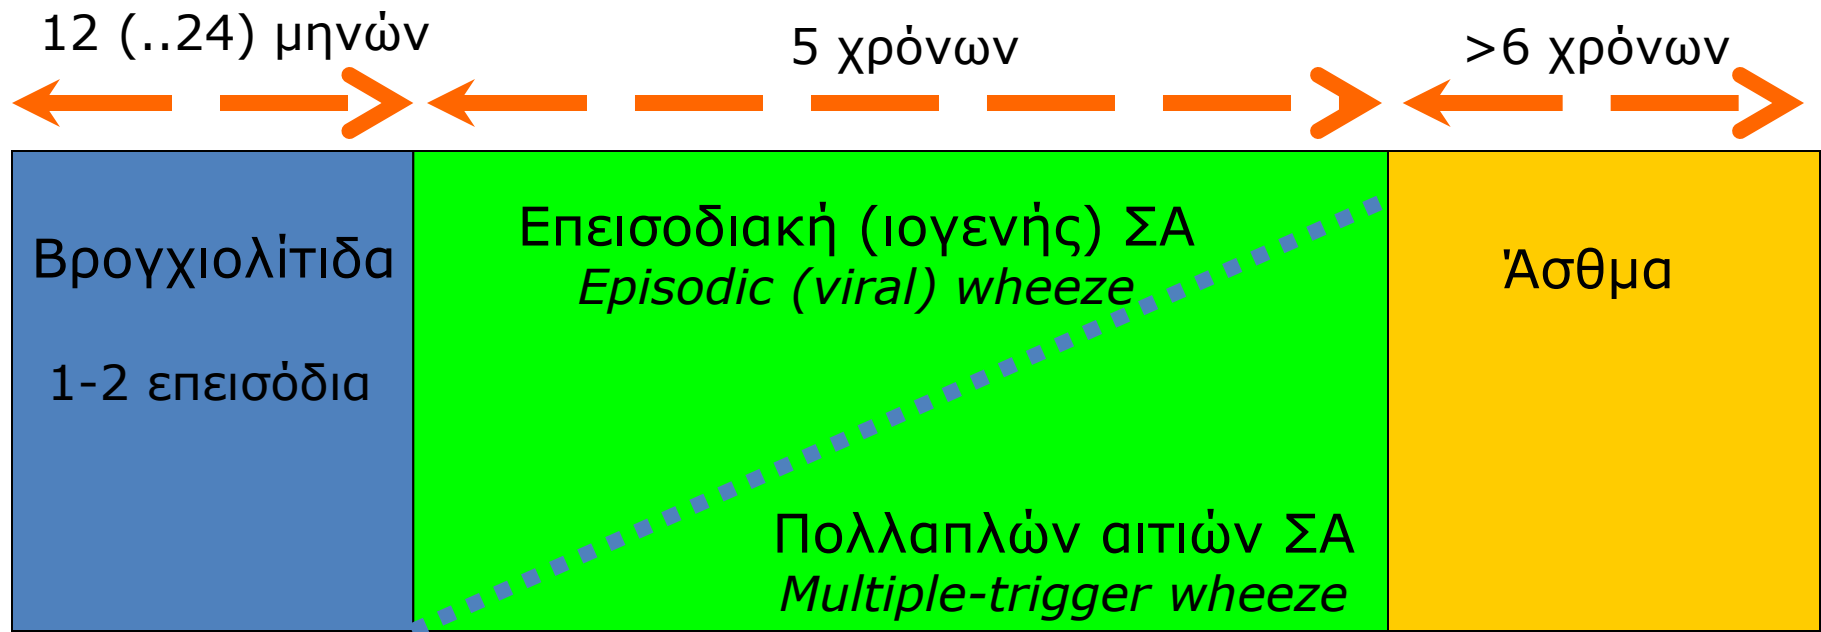 12 (..24) μηνών
5 χρόνων
>6 χρόνων
Βρογχιολίτιδα
1-2 επεισόδια
Επεισοδιακή (ιογενής) ΣΑ
Episodic (viral) wheeze
Πολλαπλών αιτιών ΣΑ
Multiple-trigger wheeze
Άσθμα